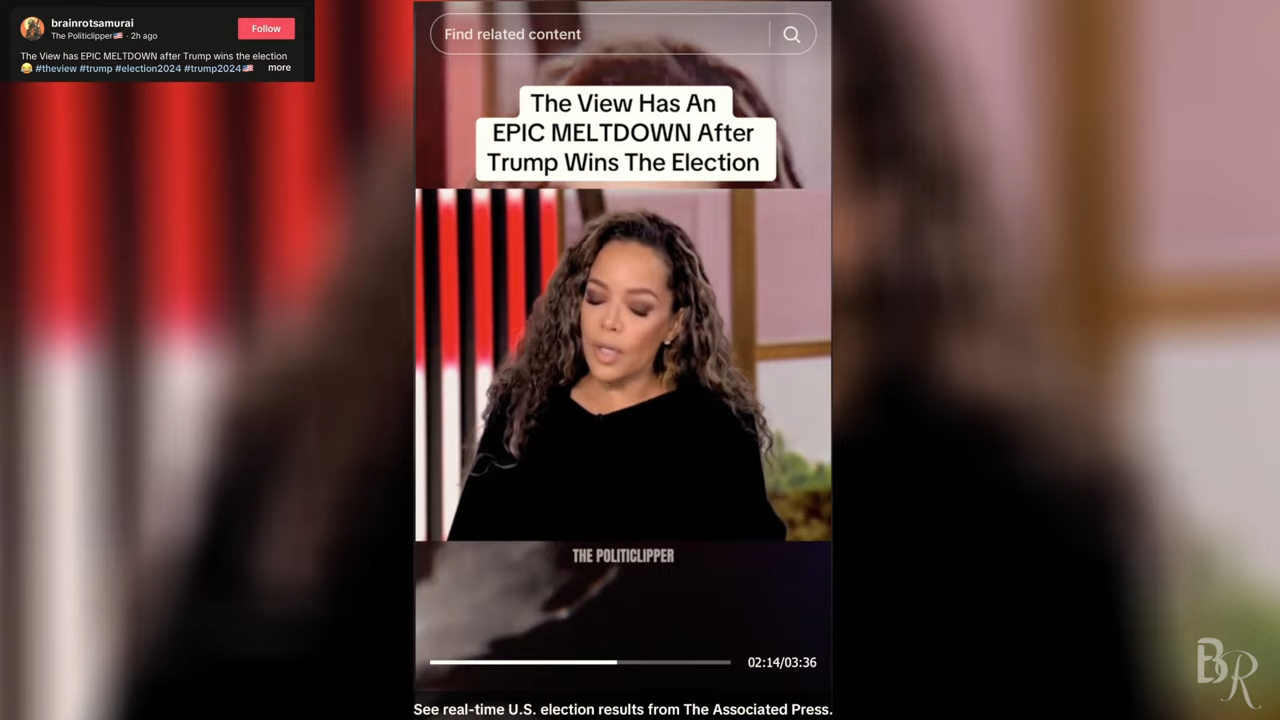 brainrotsamurai
Follow
The Politiclipper🇺🇸 · 2h ago
The View has EPIC MELTDOWN after Trump wins the election
😂 #theview #trump #election2024 #trump2024🇺🇸 more
Find related content
The View Has An
EPIC MELTDOWN After
Trump Wins The Election
THE POLITICLIPPER
02:14/03:36
See real-time U.S. election results from The Associated Press.
BR